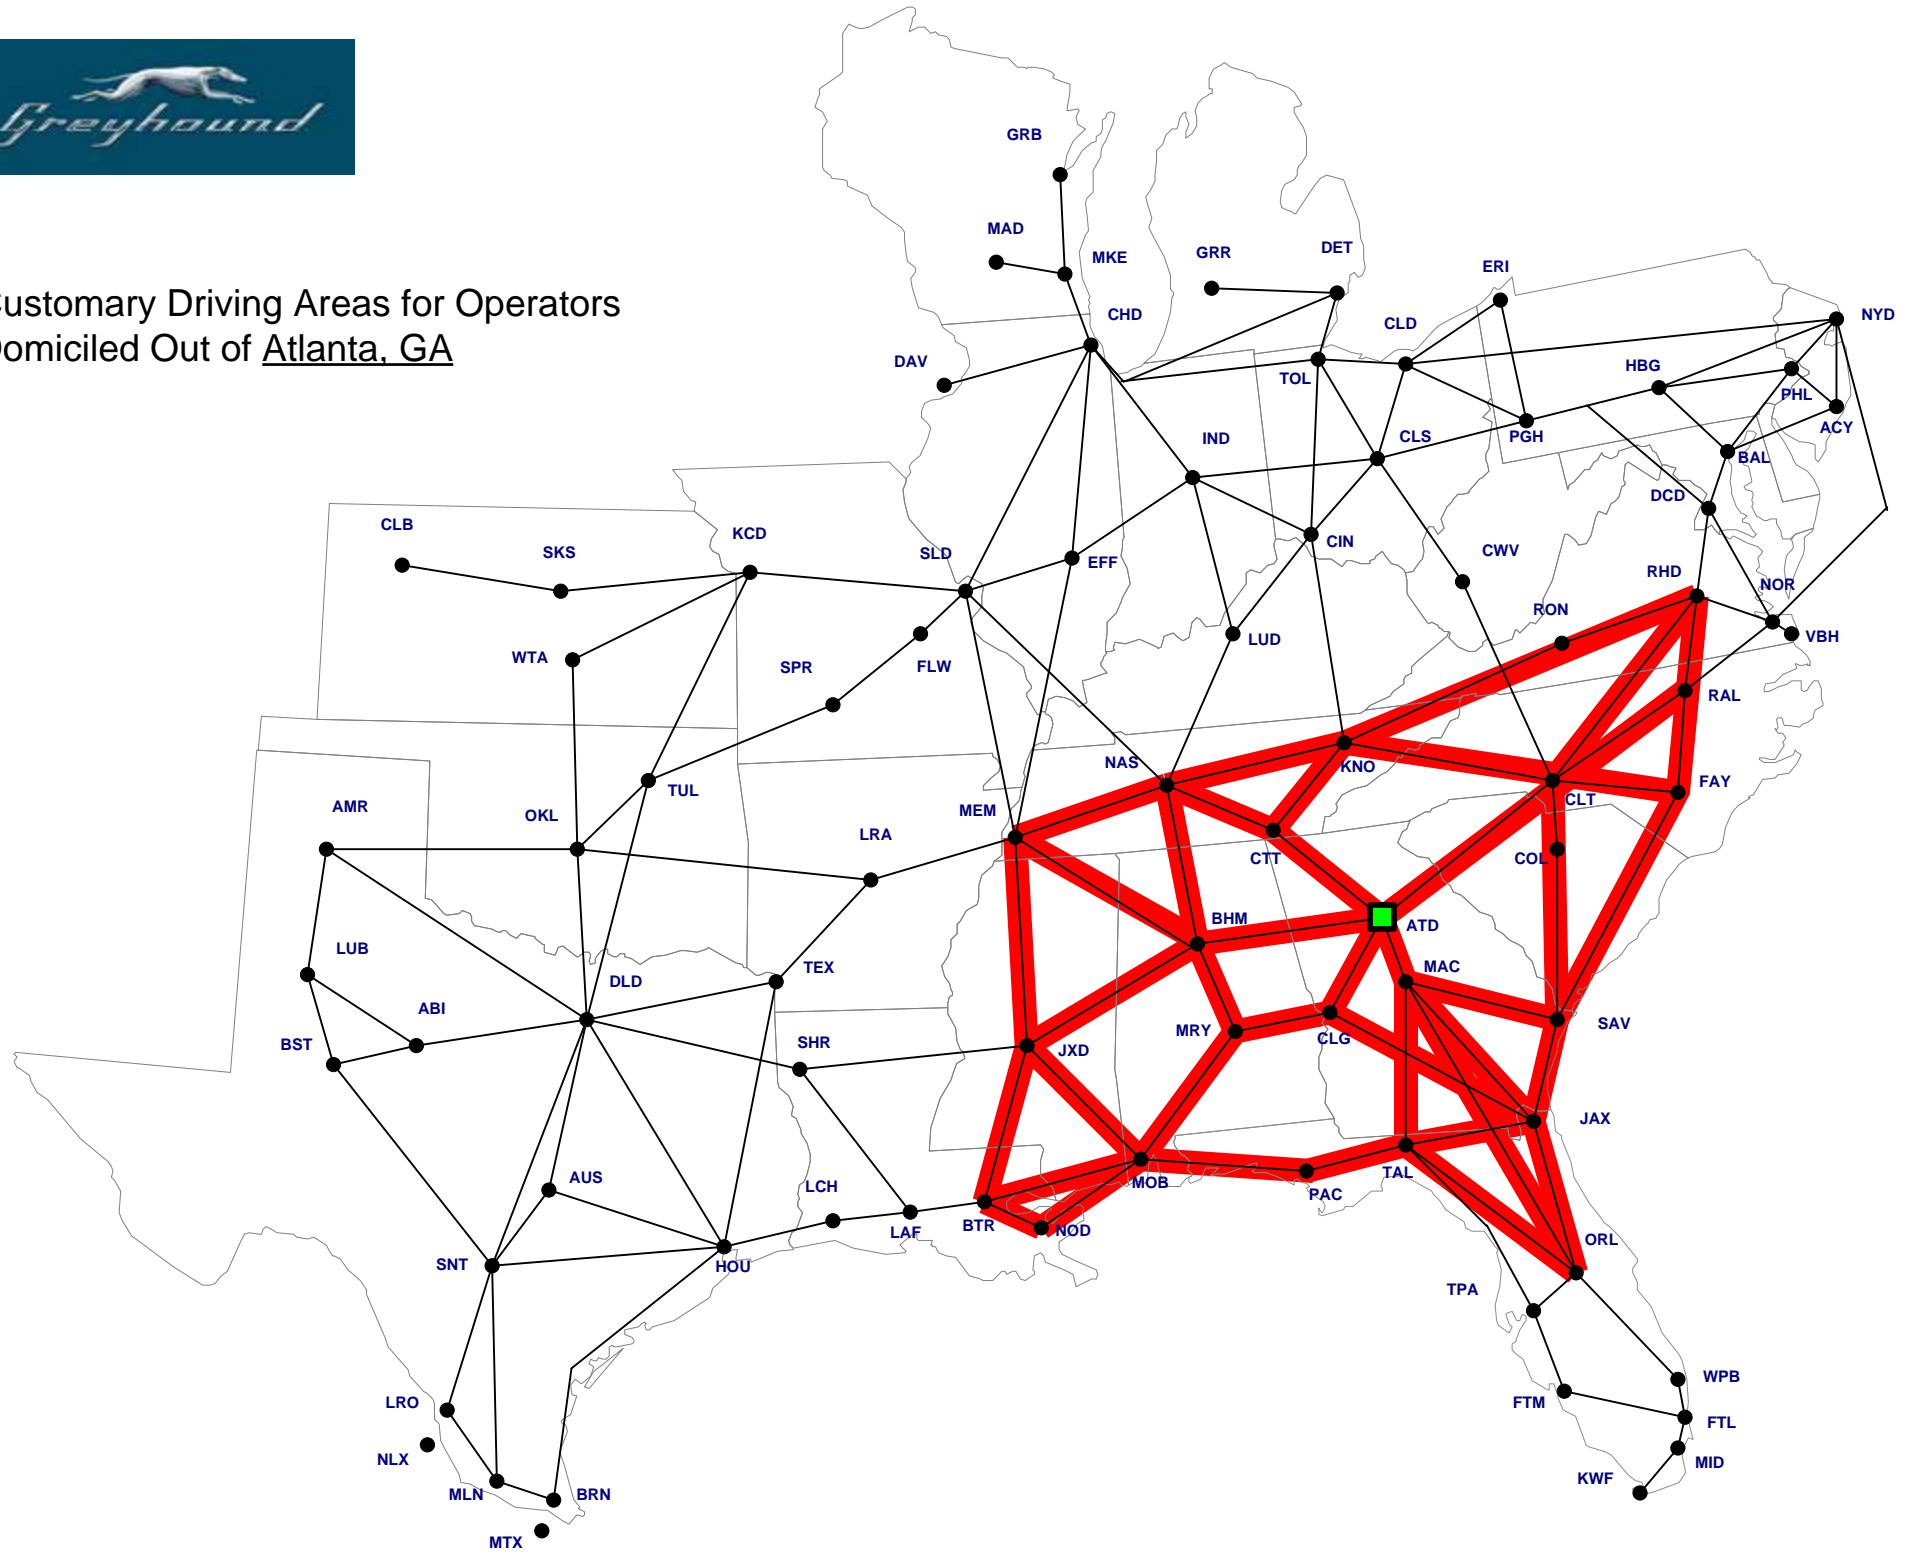 Greyhound
ustomary Driving Areas for Operators
omiciled Out of Atlanta, GA
GRB
MAD
MKE
GRR
DET
ERI
CHD
CLD
NYD
DAV
TOL
HBG
PHL
IND
CLS
PGH
ACY
BAL
DCD
CLB
SKS
KCD
SLD
EFF
CIN
CWV
RHD
NOR
RON
VBH
LUD
WTA
SPR
FLW
RAL
NAS
KNO
TUL
AMR
OKL
LRA
MEM
CLT
FAY
CTT
COL
BHM
ATD
LUB
DLD
TEX
MAC
ABI
BST
SHR
JXD
MRY
CLG
SAV
JAX
AUS
LCH
MOB
PAC
TAL
LAF
BTR
NOD
ORL
SNT
HOU
TPA
LRO
FTM
WPB
FTL
NLX
MID
KWF
MLN
BRN
MTX